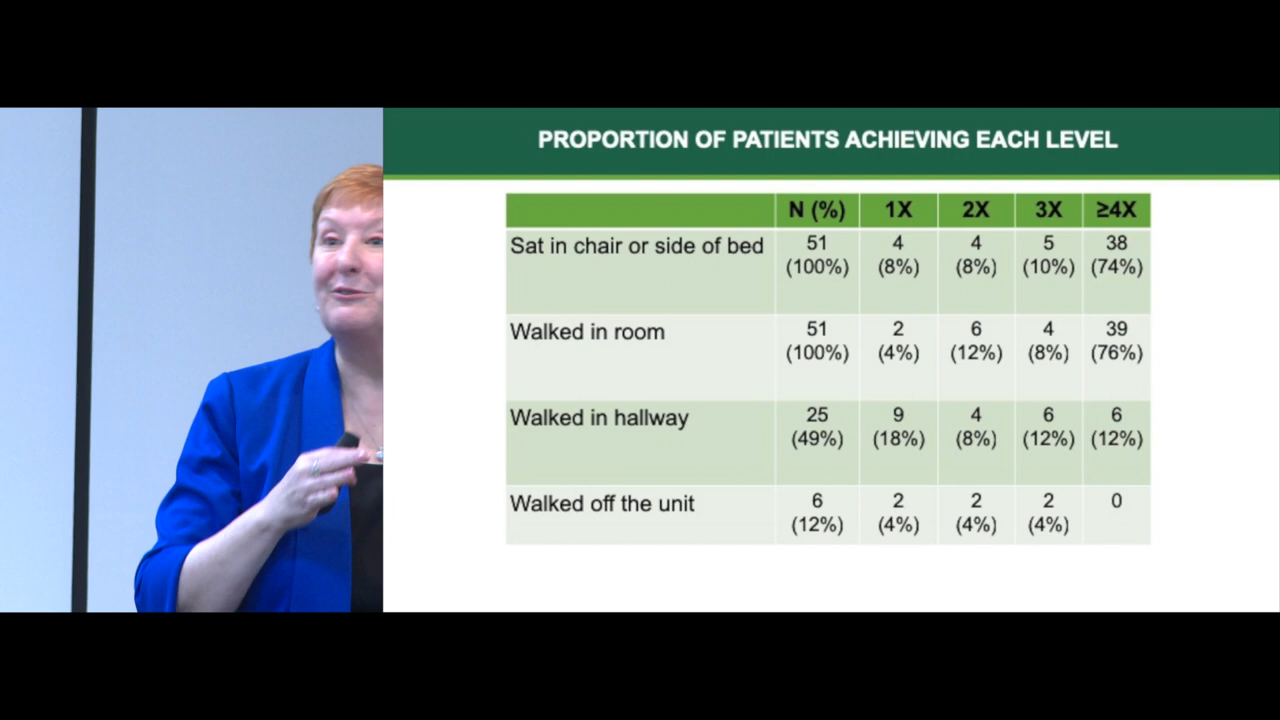 PROPORTION OF PATIENTS ACHIEVING EACH LEVEL
N (%) 1X 2X 3X ≥4X
Sat in chair or side of bed 51 4 4 5 38
(100%) (8%) (8%) (10%) (74%)
Walked in room 51 2 6 4 39
(100%) (4%) (12%) (8%) (76%)
Walked in hallway 25 9 4 6 6
(49%) (18%) (8%) (12%) (12%)
Walked off the unit 6 2 2 2 0
(12%) (4%) (4%) (4%)